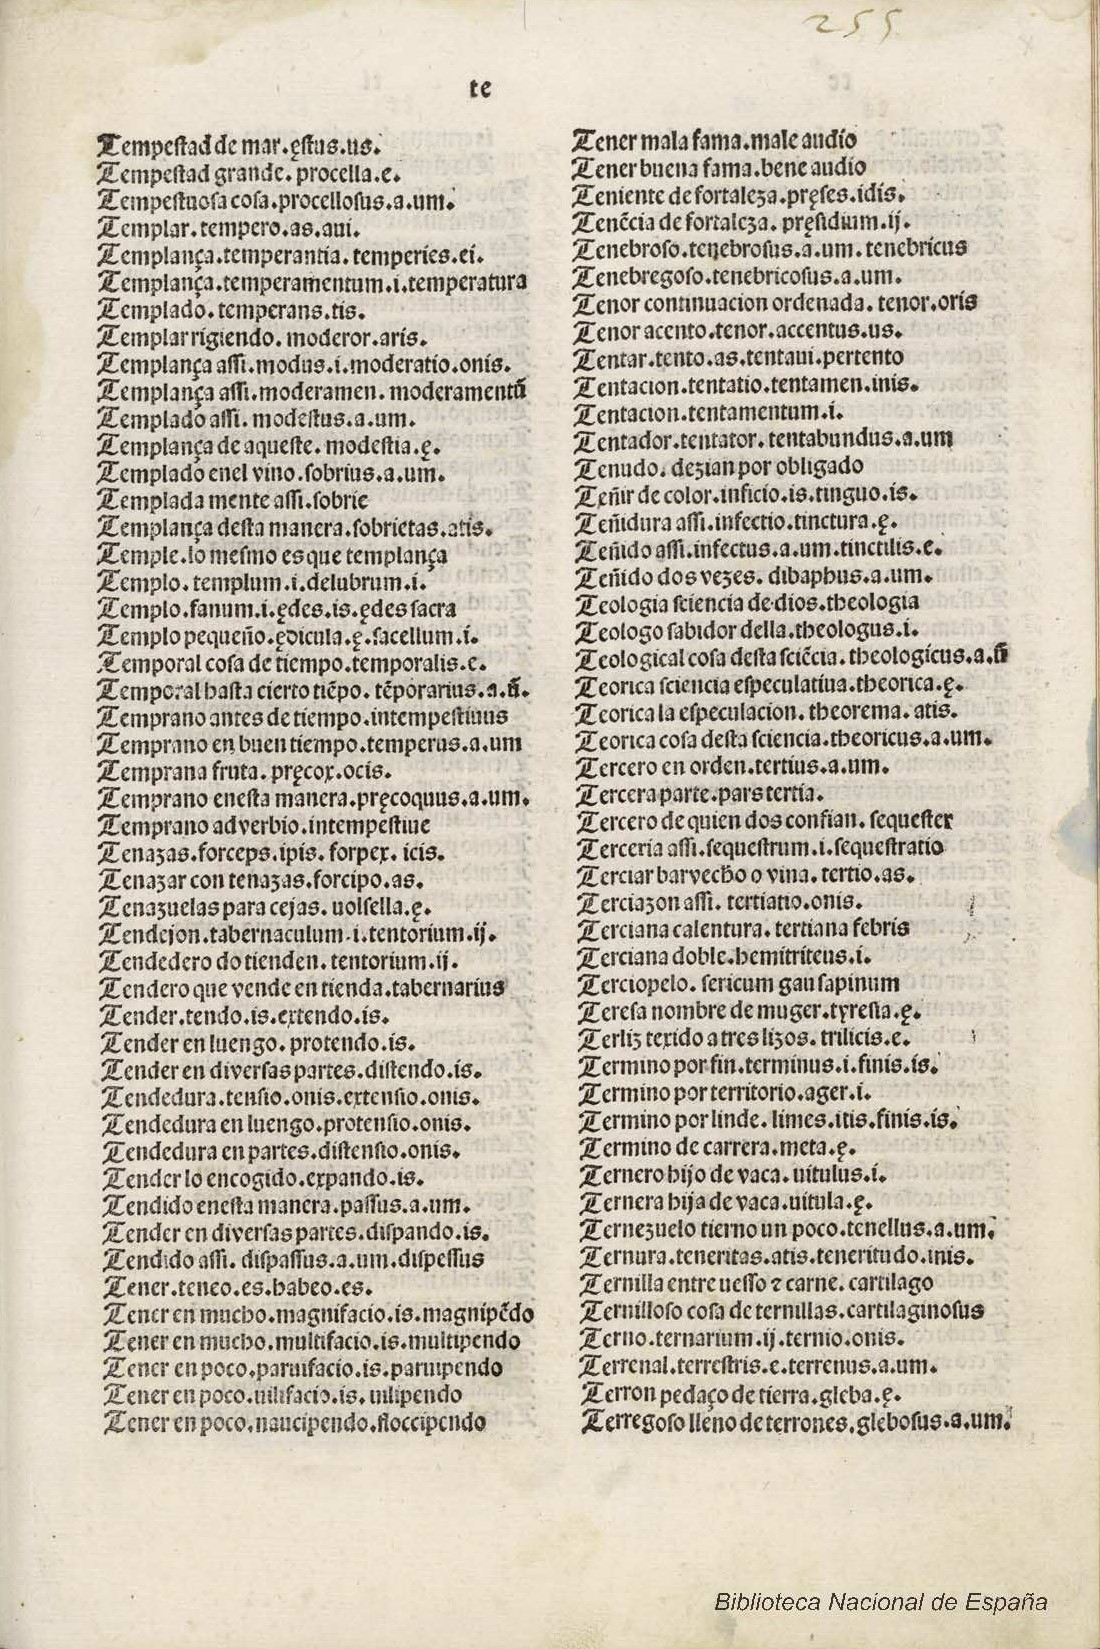 255
te
Tempestad de mar. ęstus.us.
Tempestad grande. procella.e.
Tempestuosa cosa.procellosus.a.um.
Templar. tempero.as.aui.
Templança.temperantia. temperies.ei.
Templança.temperamentum.i.temperatura
Templado. temperans.tis.
Templar rigiendo. moderor.aris.
Templança assi.modus.i.moderatio.onis.
Templança assi.moderamen. moderamentũ
Templado assi. modestus.a.um.
Templança de aqueste. modestia.ę.
Templado enel vino.sobrius.a.um.
Templada mente assi.sobrie
Templança desta manera.sobrietas.atis.
Temple.lo mesmo es que templança
Templo. templum.i.delubrum.i.
Templo.fanum.i.ędes.is.ędes sacra
Templo pequeño.ędicula.ę.sacellum.i.
Temporal cosa de tiempo.temporalis.e.
Temporal hasta cierto tiẽpo. tẽporarius.a.ũ.
Temprano antes de tiempo.intempestiuus
Temprano en buen tiempo.temperus.a.um
Temprana fruta. pręcox.ocis.
Temprano enesta manera.pręcoquus.a.um.
Temprano adverbio.intempestiue
Tenazas.forceps.ipis. forpex. icis.
Tenazar con tenazas.forcipo.as.
Tenazuelas para cejas. uolsella.ę.
Tendejon.tabernaculum.i.tentorium.ij.
Tendedero do tienden. tentorium.ij.
Tendero que vende en tienda.tabernarius
Tender.tendo.is.extendo.is.
Tender en luengo. protendo.is.
Tender en diversas partes.distendo.is.
Tendedura.tensio.onis.extensio.onis.
Tendedura en luengo.protensio.onis.
Tendedura en partes.distensio.onis.
Tender lo encogido.expando.is.
Tendido enesta manera.passus.a.um.
Tender en diversas partes.dispando.is.
Tendido assi. dispassus.a.um.dispessus
Tener.teneo.es.habeo.es.
Tener en mucho.magnifacio.is.magnipẽdo
Tener en mucho.multifacio.is.multipendo
Tener en poco.paruifacio.is.paruipendo
Tener en poco.uilifacio.is.uilipendo
Tener en poco.naucipendo.floccipendo
Tener mala fama.male audio
Tener buena fama.bene audio
Teniente de fortaleza.pręses.idis.
Tenẽcia de fortaleza. pręsidium.ij.
Tenebroso.tenebrosus.a.um. tenebricus
Tenebregoso.tenebricosus.a.um.
Tenor continuacion ordenada. tenor.oris
Tenor acento.tenor.accentus.us.
Tentar.tento.as.tentaui.pertento
Tentacion.tentatio.tentamen.inis.
Tentacion.tentamentum.i.
Tentador.tentator. tentabundus.a.um
Tenudo. dezian por obligado
Teñir de color.inficio.is.tinguo.is.
Teñidura assi.infectio.tinctura.ę.
Teñido assi.infectus.a.um.tinctilis.e.
Teñido dos vezes. dibaphus.a.um.
Teologia sciencia de dios.theologia
Teologo sabidor della.theologus.i.
Teological cosa desta sciẽcia. theologicus.a.ũ
Teorica sciencia especulatiua.theorica.ę.
Teorica la especulacion. theorema. atis.
Teorica cosa desta sciencia.theoricus.a.um.
Tercero en orden.tertius.a.um.
Tercera parte.pars tertia.
Tercero de quien dos confian. sequester
Terceria assi.sequestrum.i.sequestratio
Terciar barvecho o vina. tertio.as.
Terciazon assi. tertiatio.onis.
Terciana calentura. tertiana febris
Terciana doble.hemitriteus.i.
Terciopelo. sericum gausapinum
Teresa nombre de muger.tyresia.ę.
Terliz texido a tres lizos. trilicis.e.
Termino por fin.terminus.i.finis.is.
Termino por territorio.ager.i.
Termino por linde. limes.itis.finis.is.
Termino de carrera.meta.ę.
Ternero hijo de vaca. uitulus.i.
Ternera hija de vaca.uitula.ę.
Ternezuelo tierno un poco.tenellus.a.um.
Ternura.teneritas.atis.teneritudo.inis.
Ternilla entre uesso ⁊ carne. cartilago
Ternilloso cosa de ternillas.cartilaginosus
Terno.ternarium.ij.ternio.onis.
Terrenal.terrestris.e.terrenus.a.um.
Terron pedaço de tierra.gleba.ę.
Terregoso lleno de terrones.glebosus.a.um.
Biblioteca Nacional de España